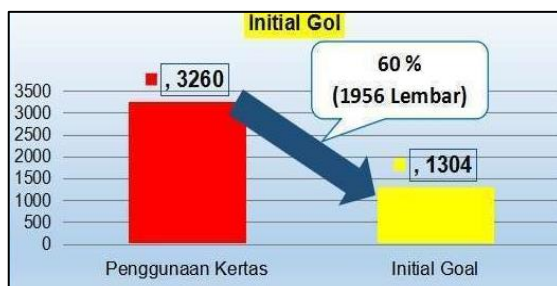 Initial Gol
60 %
(1956 Lembar)
, 3260
, 1304
3500
3000
2500
2000
1500
1000
500
0
Penggunaan Kertas
Initial Goal